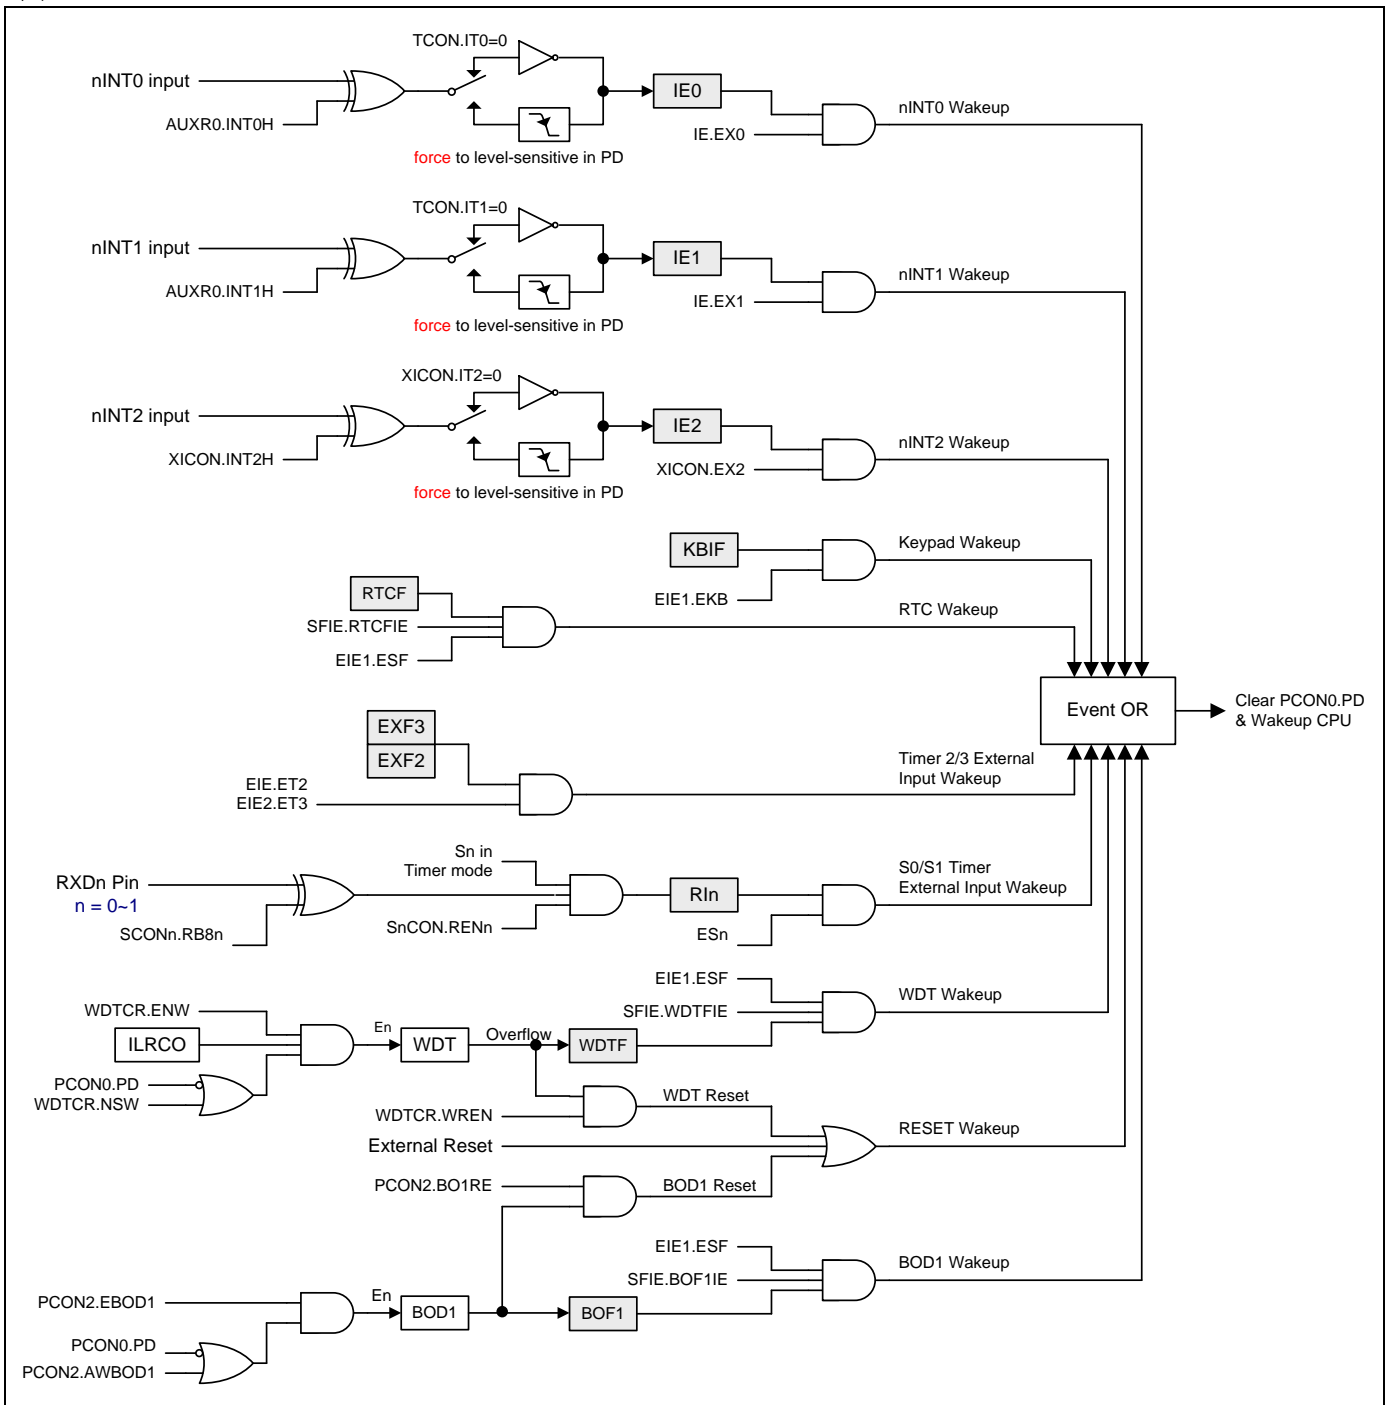 TCON.IT0=0
nINT0 input
IE0
nINT0 Wakeup
AUXR0.INT0H
IE.EX0
force to level-sensitive in PD
TCON.IT1=0
nINT1 input
IE1
nINT1 Wakeup
AUXR0.INT1H
IE.EX1
force to level-sensitive in PD
XICON.IT2=0
nINT2 input
IE2
nINT2 Wakeup
XICON.INT2H
XICON.EX2
force to level-sensitive in PD
KBIF
Keypad Wakeup
EIE1.EKB
RTCF
RTC Wakeup
SFIE.RTCFIE
EIE1.ESF
Event OR
Clear PCON0.PD
& Wakeup CPU
EXF3
EXF2
Timer 2/3 External
Input Wakeup
EIE.ET2
EIE2.ET3
Sn in
Timer mode
S0/S1 Timer
External Input Wakeup
RXDn Pin
n = 0~1
RIn
SCONn.RB8n
SnCON.RENn
ESn
EIE1.ESF
WDT Wakeup
WDTCR.ENW
SFIE.WDTFIE
ILRCO
En
WDT
Overflow
WDTF
PCON0.PD
WDTCR.NSW
WDT Reset
WDTCR.WREN
RESET Wakeup
External Reset
PCON2.BO1RE
BOD1 Reset
EIE1.ESF
BOD1 Wakeup
SFIE.BOF1IE
PCON2.EBOD1
En
BOD1
BOF1
PCON0.PD
PCON2.AWBOD1